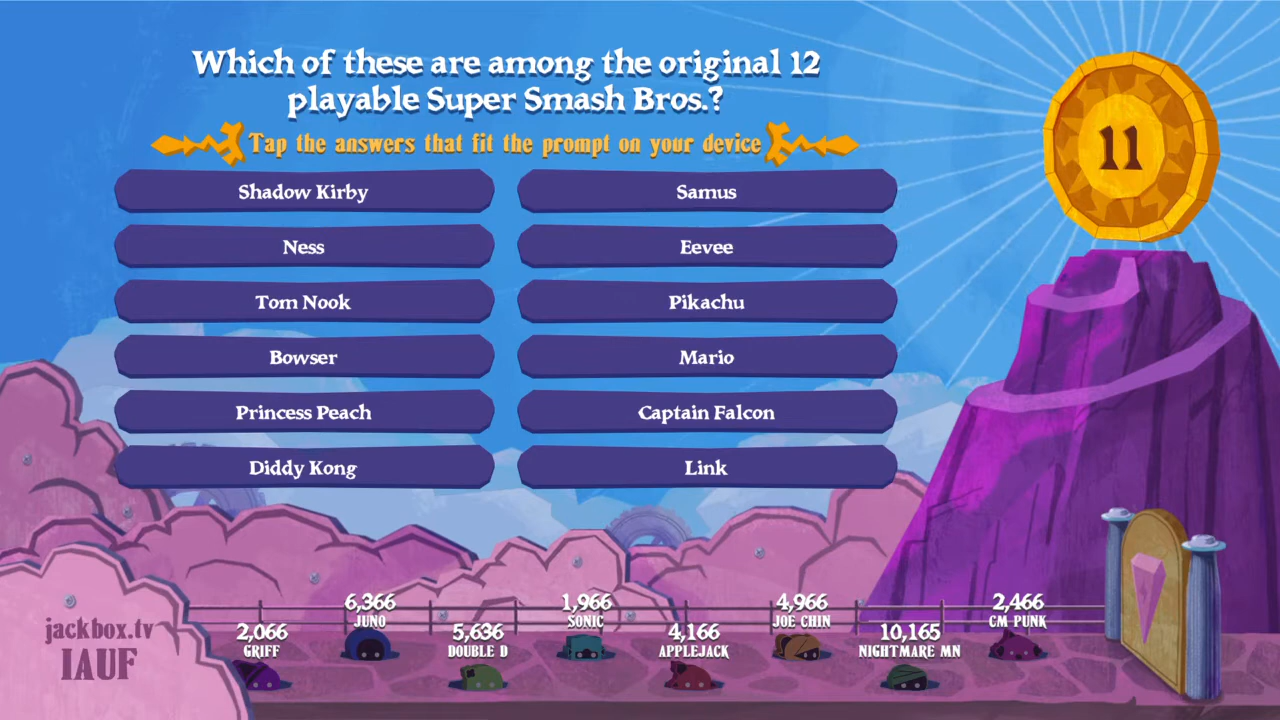 Which of these are among the original 12
playable Super Smash Bros.?
Tap the answers that fit the prompt on your device
11
Shadow Kirby
Samus
Ness
Eevee
Tom Nook
Pikachu
Bowser
Mario
Princess Peach
Captain Falcon
Diddy Kong
Link
jackbox.tv
IAUF
2,066
GRIFF
6,366
JUNO
5,636
DOUBLE D
1,966
SONIC
4,166
APPLEJACK
4,966
JOE CHIN
10,165
NIGHTMARE MN
2,466
CM PUNK